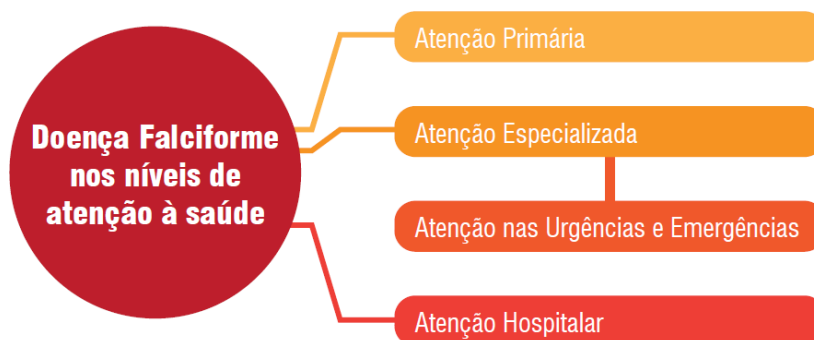 Doença Falciforme
nos níveis de
atenção à saúde
Atenção Primária
Atenção Especializada
Atenção nas Urgências e Emergências
Atenção Hospitalar